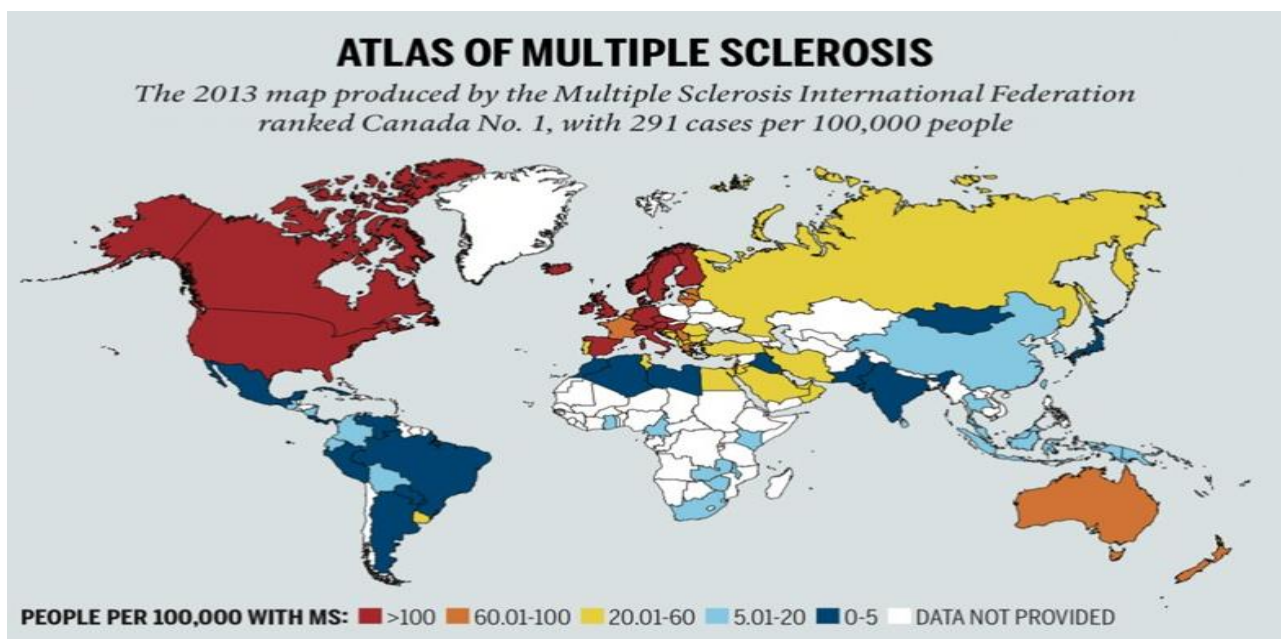 ATLAS OF MULTIPLE SCLEROSIS
The 2013 map produced by the Multiple Sclerosis International Federation
ranked Canada No. 1, with 291 cases per 100,000 people
PEOPLE PER 100,000 WITH MS: >100 60.01-100 20.01-60 5.01-20 0-5 DATA NOT PROVIDED